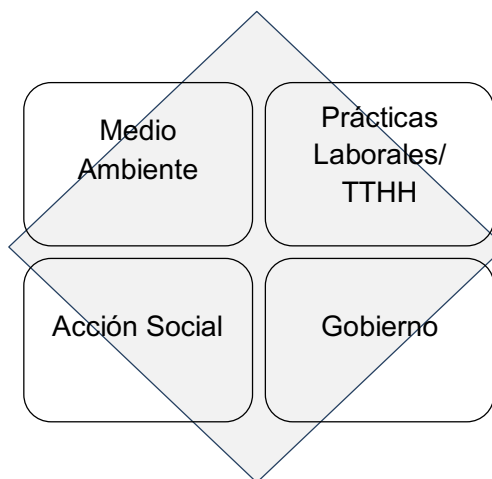 Medio
Ambiente
Prácticas
Laborales/
TTHH
Acción Social
Gobierno